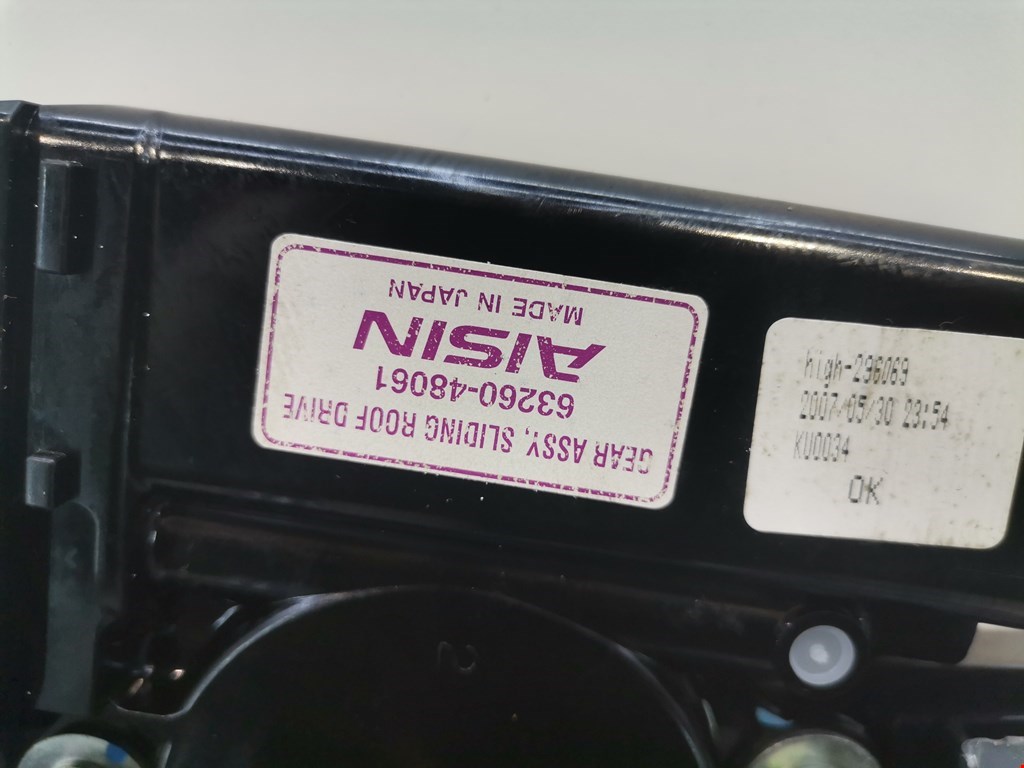 GEAR ASSY, SLIDING ROOF DRIVE
63260-48061
AISIN
MADE IN JAPAN
high-296069
2007/05/30 23:54
KU0034
OK
2